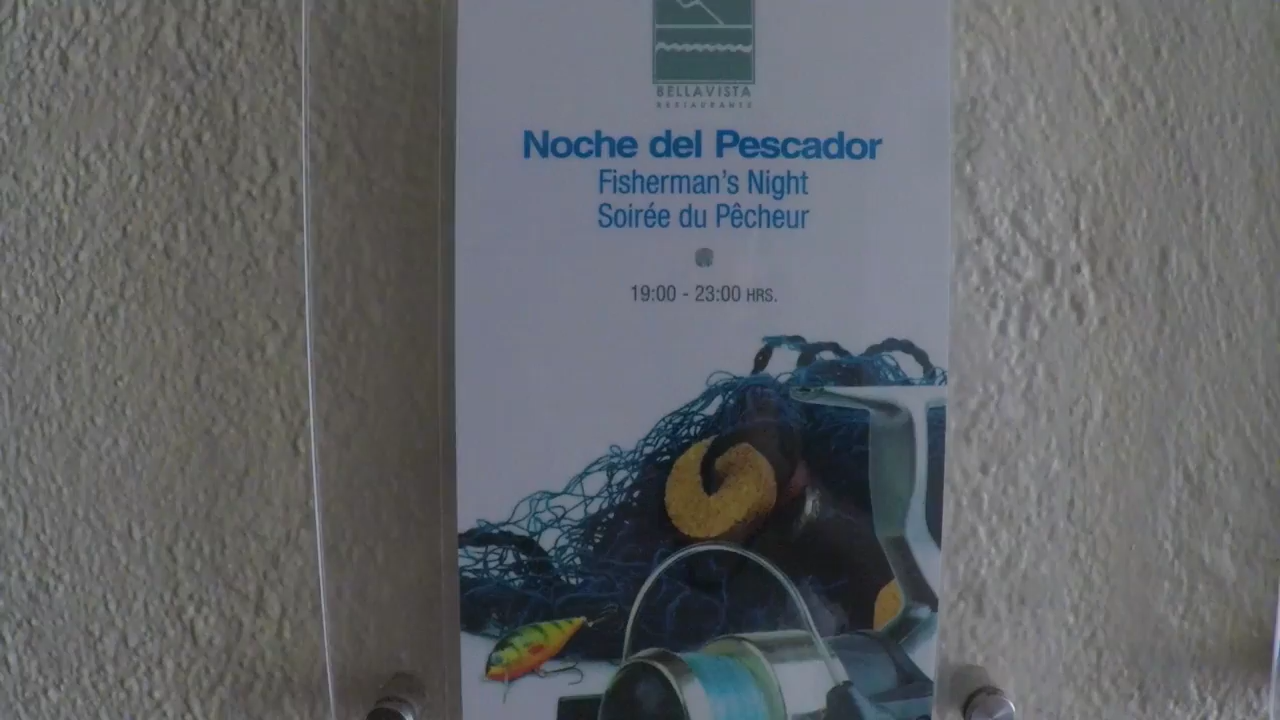 BELLAVISTA
RESTAURANTE
Noche del Pescador
Fisherman's Night
Soirée du Pêcheur
19:00 - 23:00 HRS.